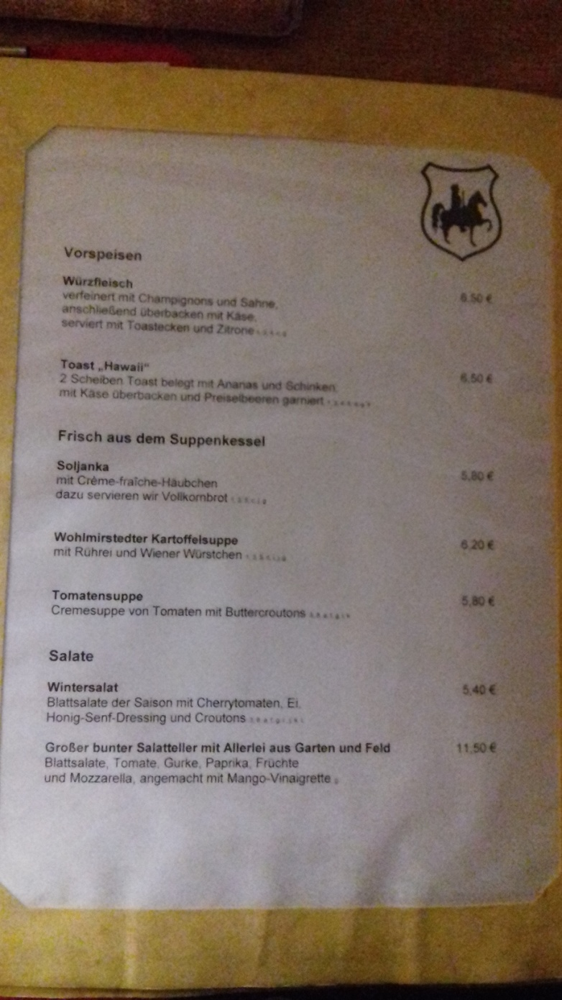 Vorspeisen
Würzfleisch
verfeinert mit Champignons und Sahne, 6.50 €
anschließend überbacken mit Käse,
serviert mit Toastecken und Zitrone
Toast „Hawaii“
2 Scheiben Toast belegt mit Ananas und Schinken, 6,50 €
mit Käse überbacken und Preiselbeeren garniert
Frisch aus dem Suppenkessel
Soljanka 5,80 €
mit Crème-fraîche-Häubchen
dazu servieren wir Vollkornbrot
Wohlmirstedter Kartoffelsuppe 6,20 €
mit Rührei und Wiener Würstchen
Tomatensuppe 5,80 €
Cremesuppe von Tomaten mit Buttercroutons
Salate
Wintersalat 5,40 €
Blattsalate der Saison mit Cherrytomaten, Ei,
Honig-Senf-Dressing und Croutons
Großer bunter Salatteller mit Allerlei aus Garten und Feld 11,50 €
Blattsalate, Tomate, Gurke, Paprika, Früchte
und Mozzarella, angemacht mit Mango-Vinaigrette